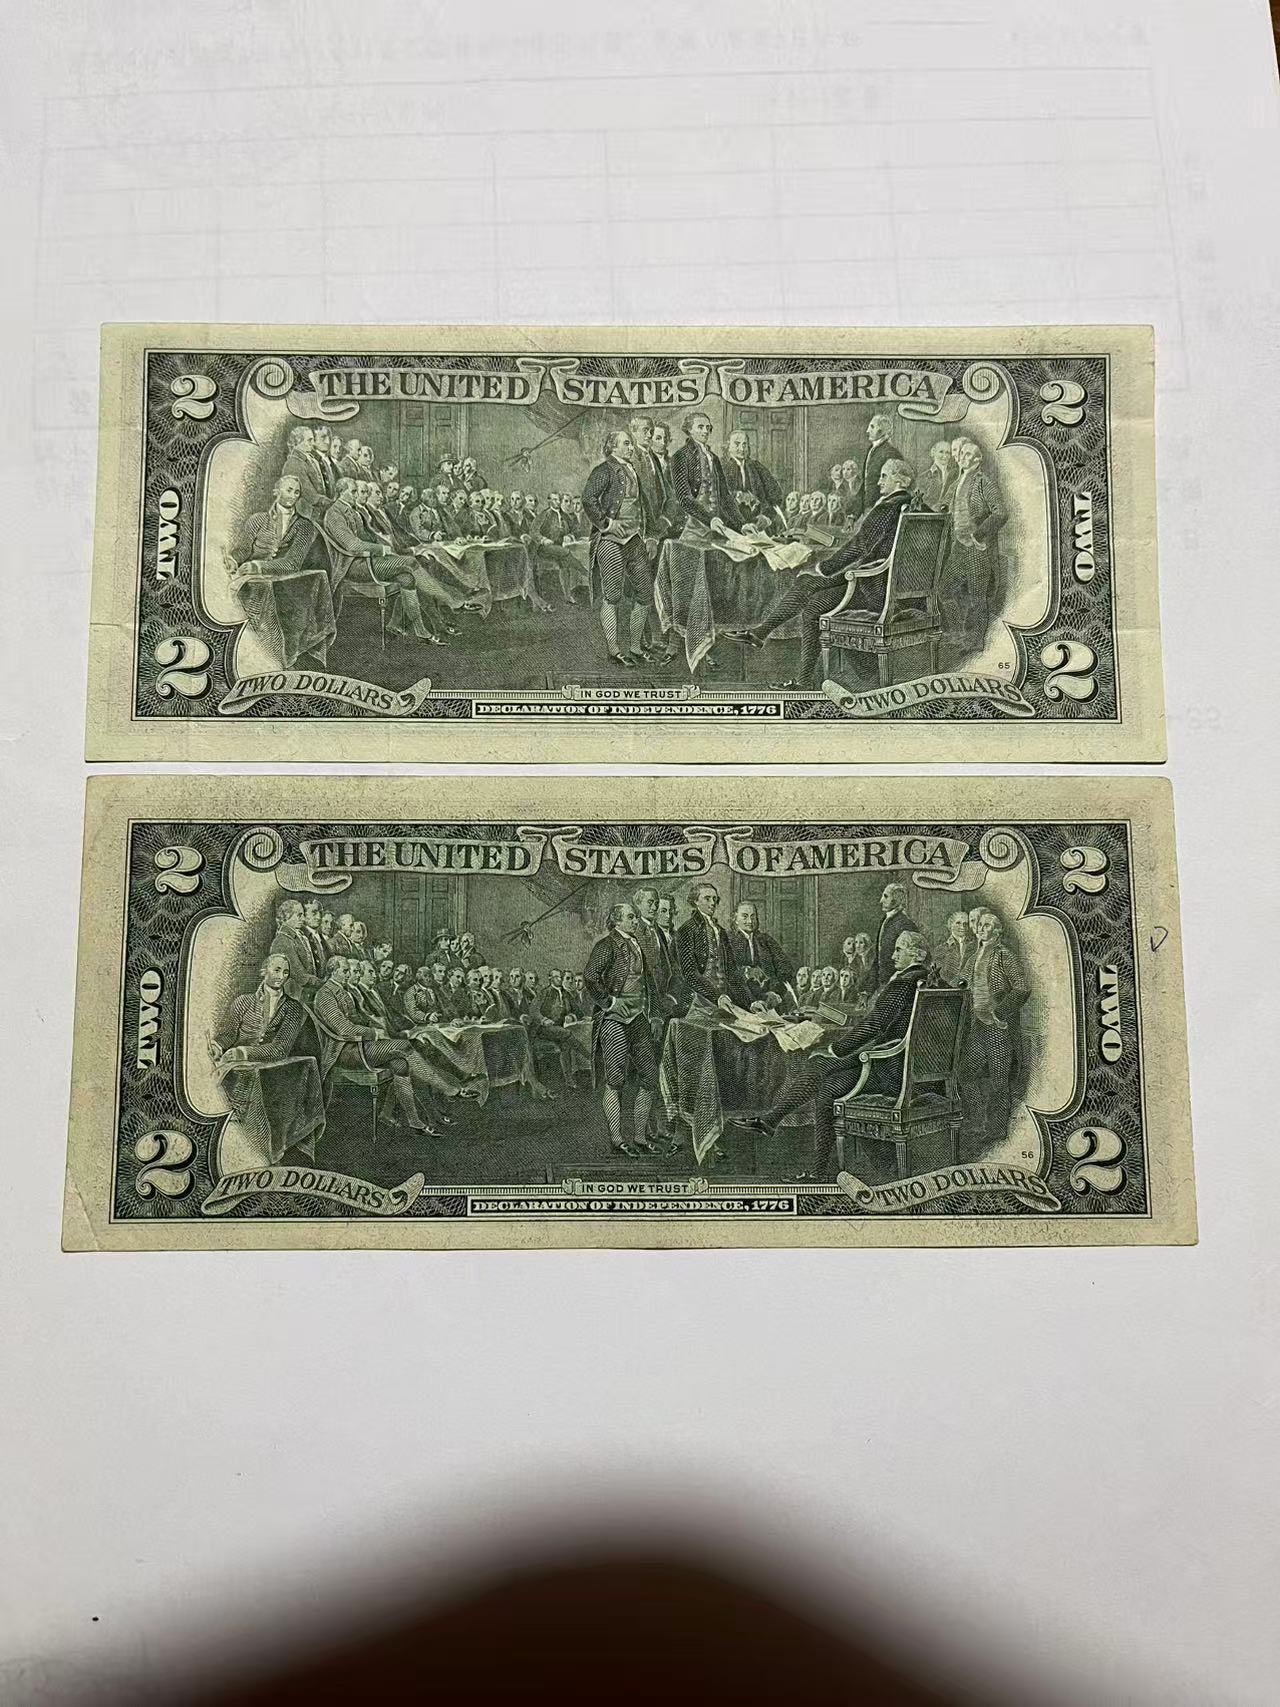 THE UNITED STATES OF AMERICA
2 2
TWO TWO
65
2 2
TWO DOLLARS IN GOD WE TRUST TWO DOLLARS
DECLARATION OF INDEPENDENCE, 1776
THE UNITED STATES OF AMERICA
2 2
TWO TWO
56
2 2
TWO DOLLARS IN GOD WE TRUST TWO DOLLARS
DECLARATION OF INDEPENDENCE, 1776